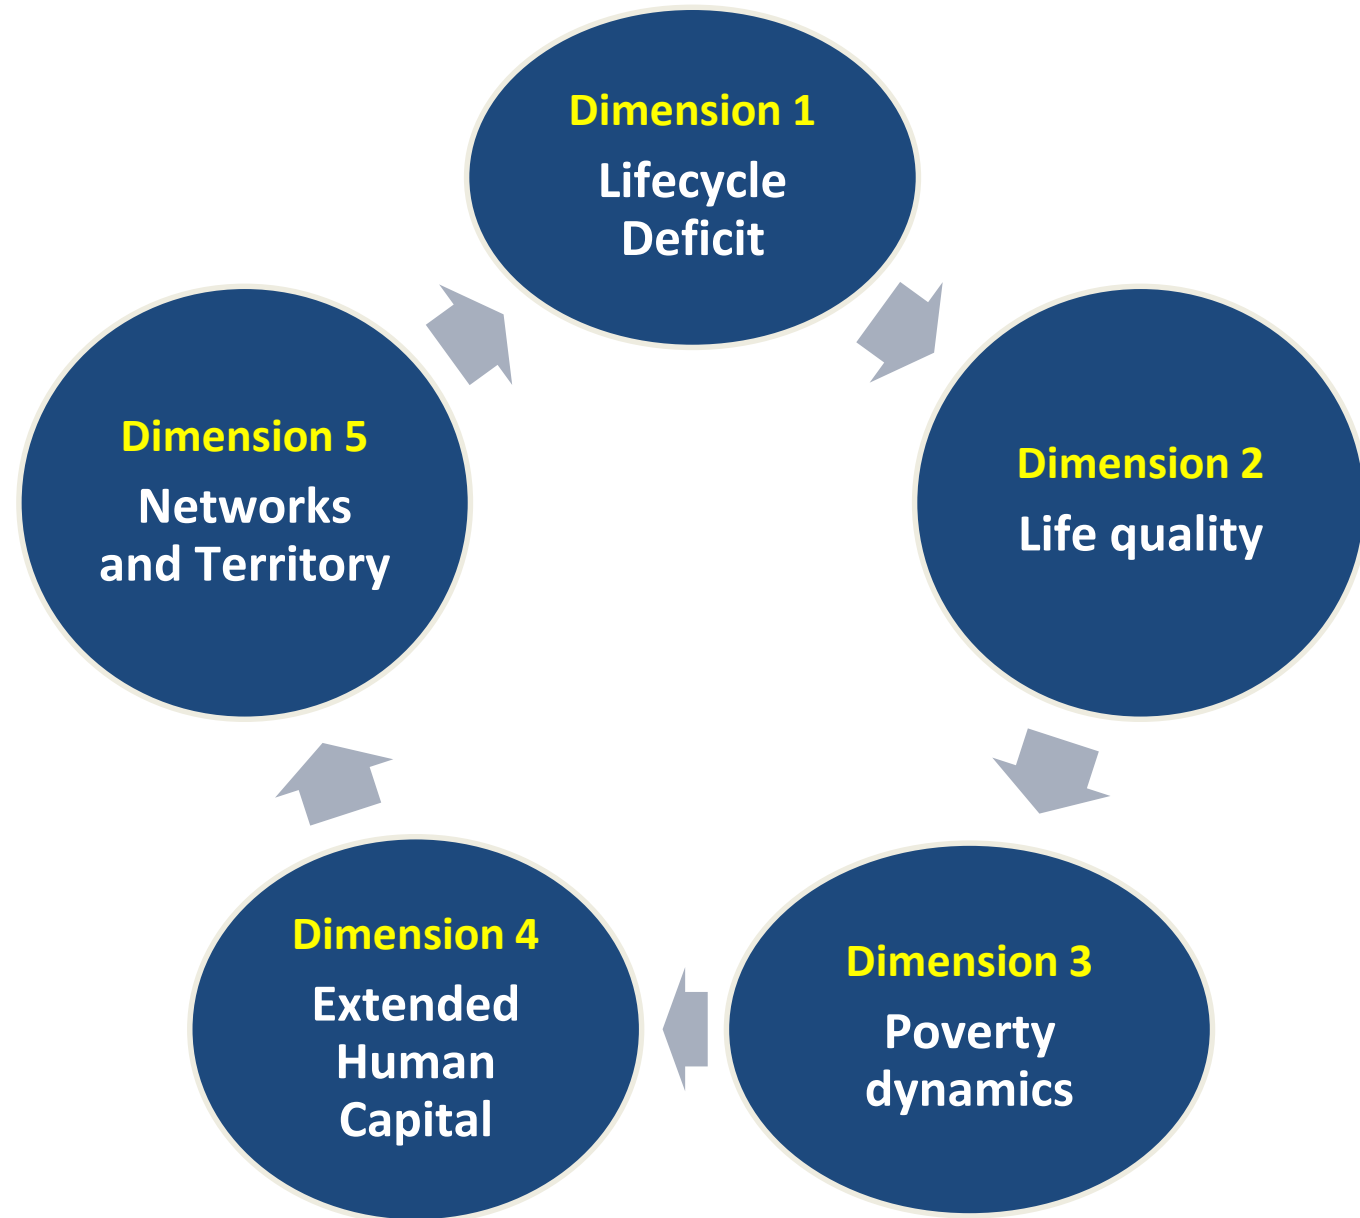 Dimension 1
Lifecycle
Deficit
Dimension 2
Life quality
Dimension 3
Poverty
dynamics
Dimension 4
Extended
Human
Capital
Dimension 5
Networks
and Territory